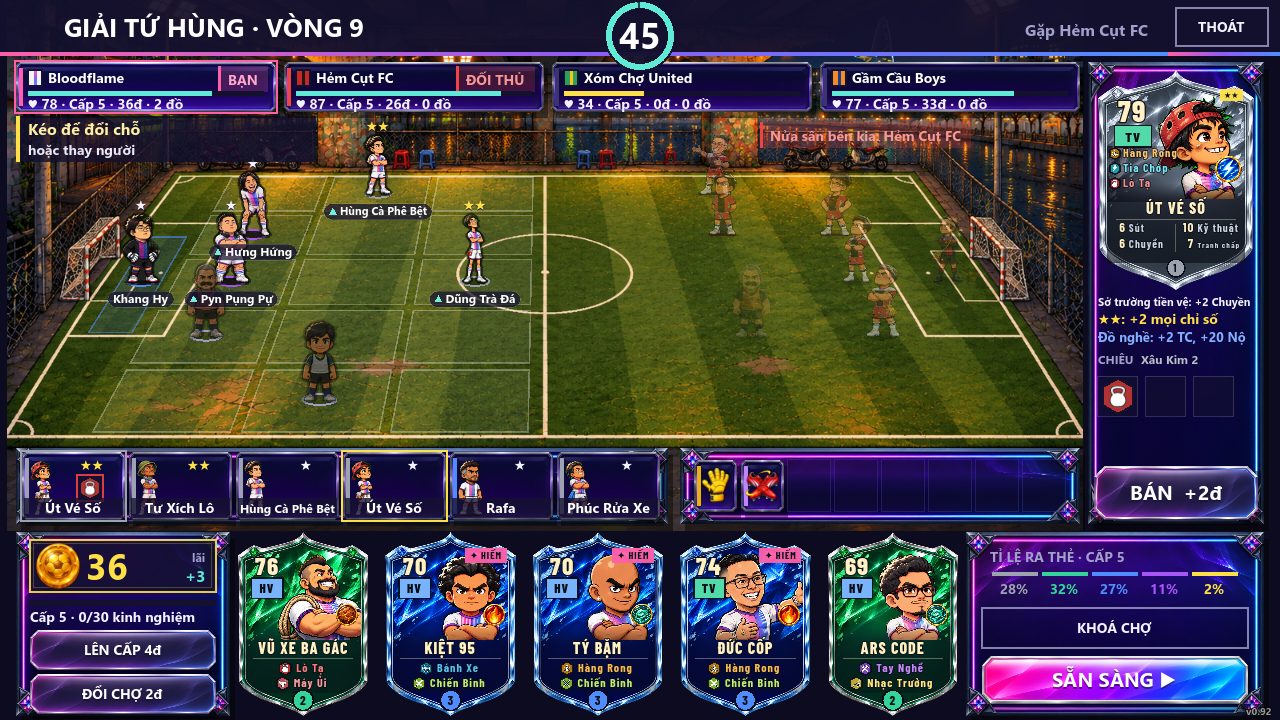 GIẢI TỨ HÙNG · VÒNG 9
45
Gặp Hẻm Cụt FC
THOÁT
Bloodflame
BẠN
78 · Cấp 5 · 36đ · 2 đồ
Hẻm Cụt FC
ĐỐI THỦ
87 · Cấp 5 · 26đ · 0 đồ
Xóm Chợ United
34 · Cấp 5 · 0đ · 0 đồ
Gầm Cầu Boys
77 · Cấp 5 · 33đ · 0 đồ
Kéo để đổi chỗ
hoặc thay người
Nửa sân bên kia: Hẻm Cụt FC
Hùng Cà Phê Bệt
Hưng Hứng
Khang Hy
Pyn Pụng Pự
Dũng Trà Đá
79
TV
Hàng Rong
Tia Chớp
Lò Tạ
ÚT VÉ SỐ
6 Sút
10 Kỹ thuật
6 Chuyền
7 Tranh chấp
1
Sở trường tiền vệ: +2 Chuyền
★★: +2 mọi chỉ số
Đồ nghề: +2 TC, +20 Nộ
CHIÊU Xâu Kim 2
BÁN +2đ
Út Vé Số
Tư Xích Lô
Hùng Cà Phê Bệt
Út Vé Số
Rafa
Phúc Rửa Xe
36
lãi
+3
Cấp 5 · 0/30 kinh nghiệm
LÊN CẤP 4đ
ĐỔI CHỢ 2đ
76
HV
VŨ XE BA GÁC
Lò Tạ
Máy Ủi
2
70
HIẾM
HV
KIỆT 95
Bánh Xe
Chiến Binh
3
70
HIẾM
HV
TÝ BẶM
Hàng Rong
Chiến Binh
3
74
HIẾM
TV
ĐỨC CỐP
Hàng Rong
Chiến Binh
3
69
HV
ARS CODE
Tay Nghề
Nhạc Trưởng
2
TỈ LỆ RA THẺ · CẤP 5
28% 32% 27% 11% 2%
KHOÁ CHỢ
SẴN SÀNG ▶
v0.92